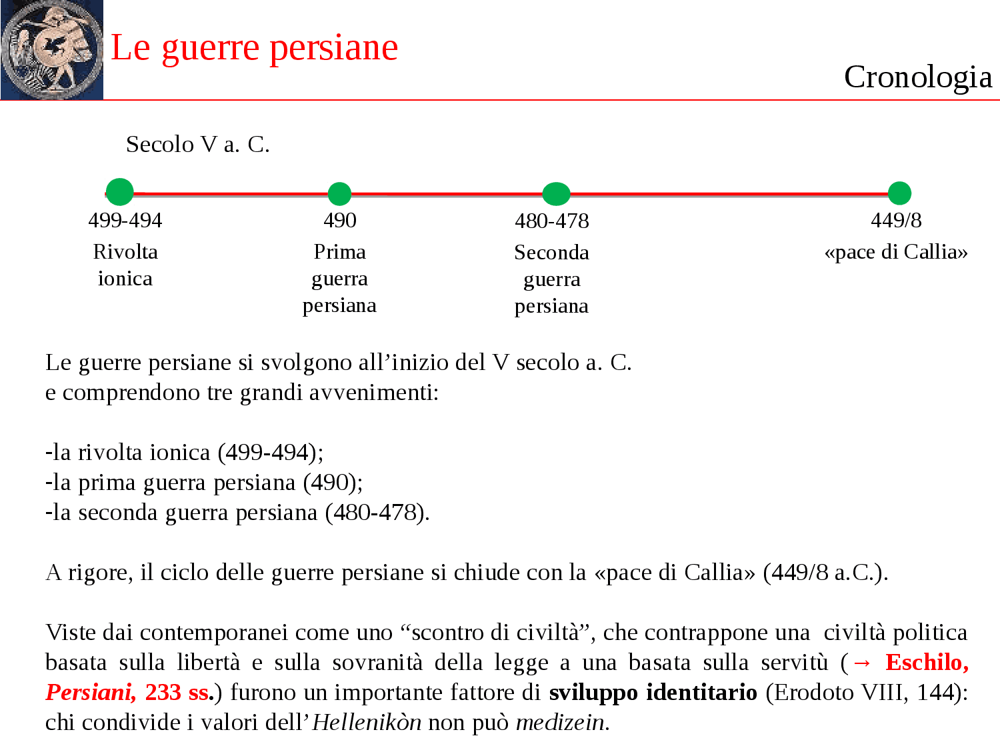 Le guerre persiane
Cronologia
Secolo V a. C.
499-494
Rivolta
ionica
490
Prima
guerra
persiana
480-478
Seconda
guerra
persiana
449/8
«pace di Callia»
Le guerre persiane si svolgono all’inizio del V secolo a. C.
e comprendono tre grandi avvenimenti:
-la rivolta ionica (499-494);
-la prima guerra persiana (490);
-la seconda guerra persiana (480-478).
A rigore, il ciclo delle guerre persiane si chiude con la «pace di Callia» (449/8 a.C.).
Viste dai contemporanei come uno “scontro di civiltà”, che contrappone una  civiltà politica
basata sulla libertà e sulla sovranità della legge a una basata sulla servitù (→ Eschilo,
Persiani, 233 ss.) furono un importante fattore di sviluppo identitario (Erodoto VIII, 144):
chi condivide i valori dell’Hellenikòn non può medizein.